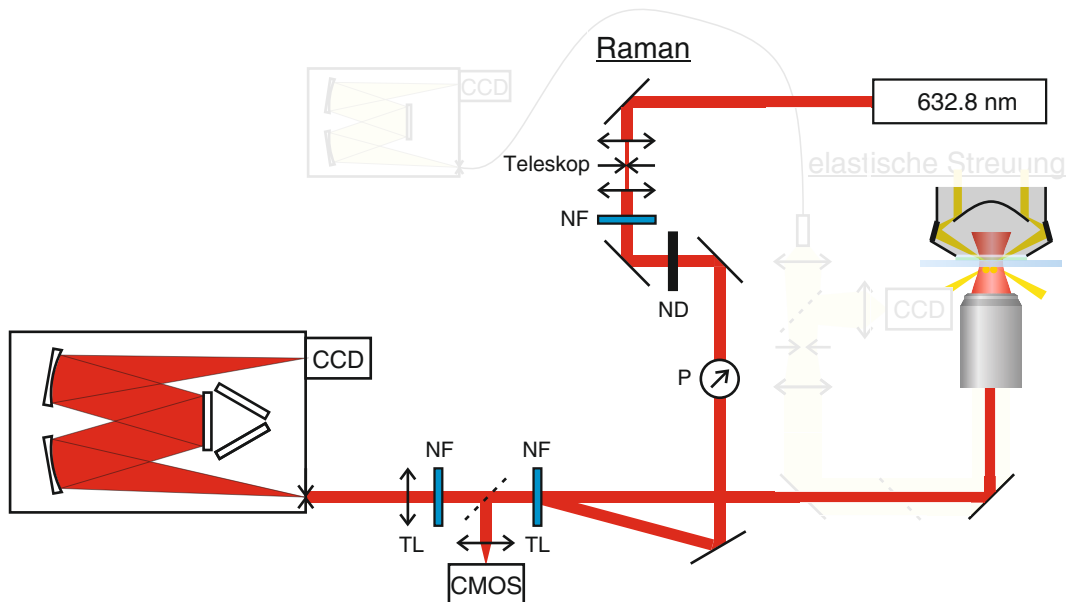 Raman
CCD
632.8 nm
Teleskop
elastische Streuung
NF
ND
CCD
CCD
P
NF
NF
TL
TL
CMOS